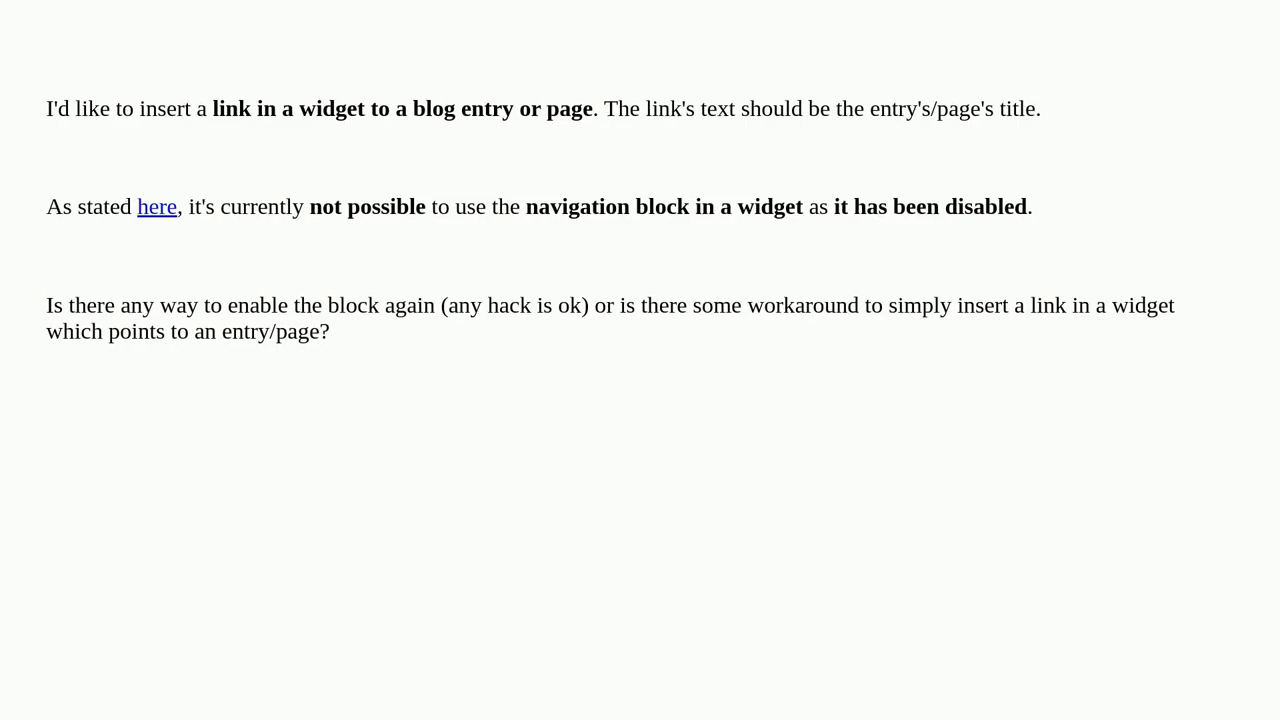 I'd like to insert a link in a widget to a blog entry or page. The link's text should be the entry's/page's title.
As stated here, it's currently not possible to use the navigation block in a widget as it has been disabled.
Is there any way to enable the block again (any hack is ok) or is there some workaround to simply insert a link in a widget
which points to an entry/page?